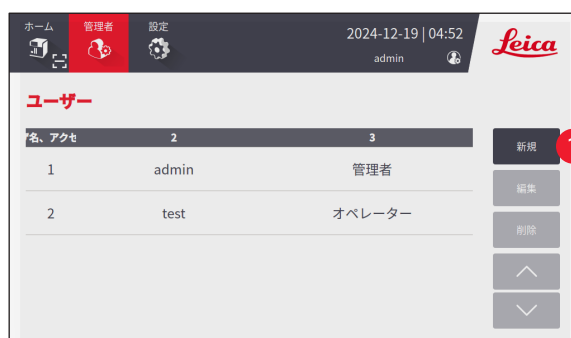 ホーム
管理者
設定
2024-12-19 | 04:52
admin
Leica
ユーザー
名、アクセ
2
3
1
admin
管理者
2
test
オペレーター
新規
編集
削除